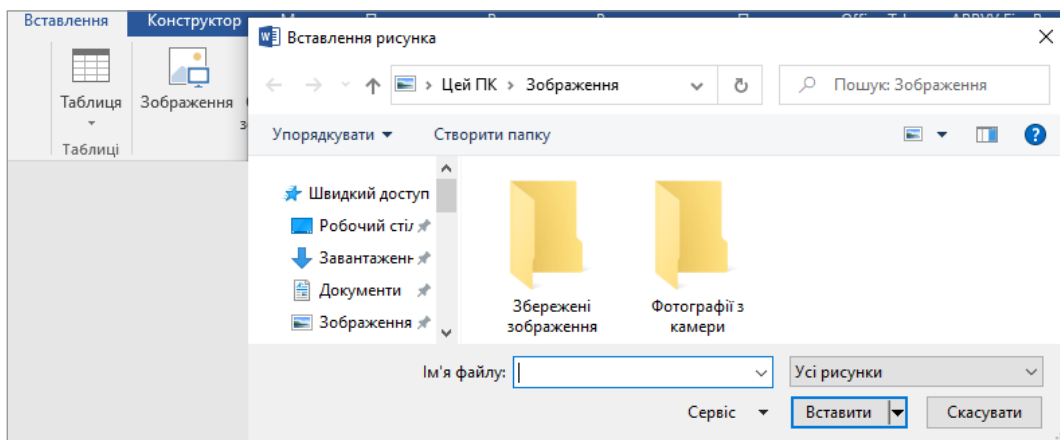 Вставлення Конструктор
Вставлення рисунка
Цей ПК › Зображення
Пошук: Зображення
Таблиця
Зображення
Таблиці
Упорядкувати
Створити папку
Швидкий доступ
Робочий стіл
Завантаженн
Документи
Зображення
Збережені
зображення
Фотографії з
камери
Ім'я файлу:
Усі рисунки
Сервіс
Вставити
Скасувати